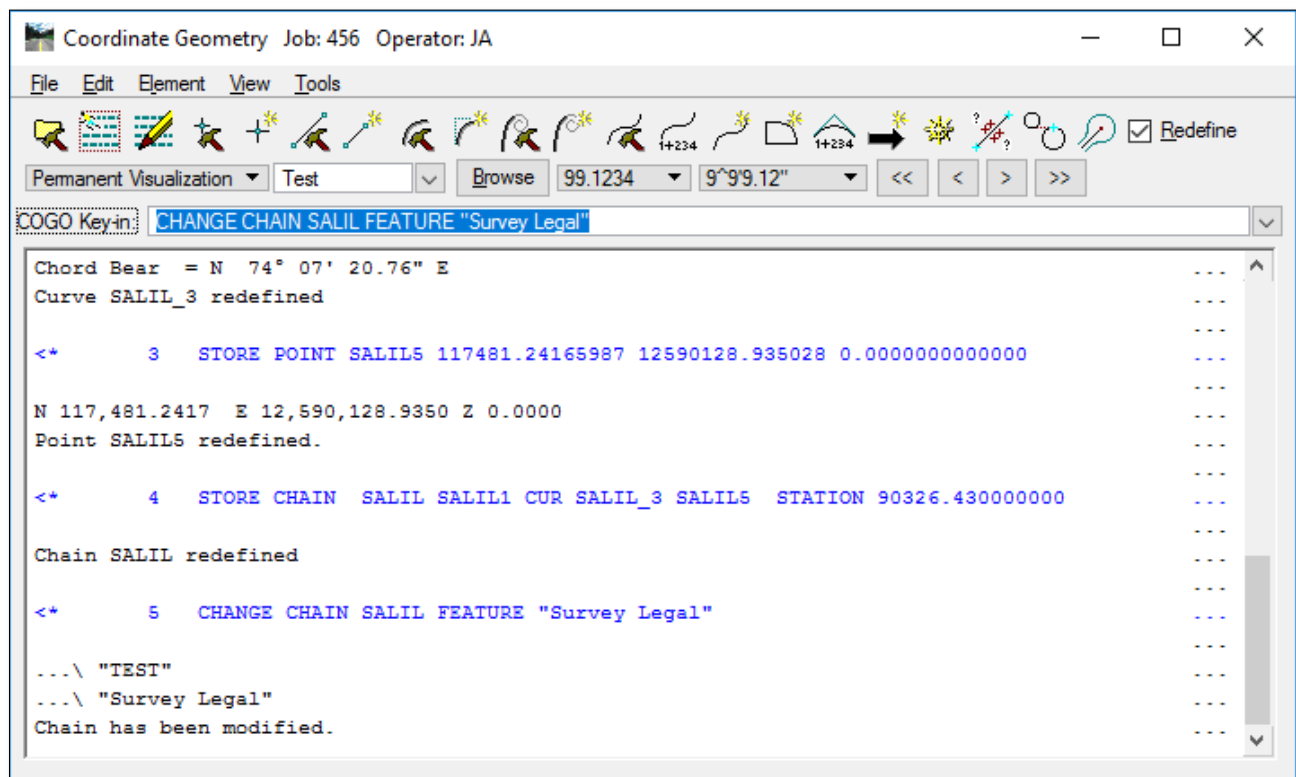 Coordinate Geometry Job: 456 Operator: JA
File Edit Element View Tools
1+234 1+234 ? ? Redefine
Permanent Visualization Test Browse 99.1234 9^9'9.12" << < > >>
COGO Key-in: CHANGE CHAIN SALIL FEATURE "Survey Legal"
Chord Bear = N 74° 07' 20.76" E ...
Curve SALIL_3 redefined ...
...
<* 3 STORE POINT SALIL5 117481.24165987 12590128.935028 0.0000000000000 ...
...
N 117,481.2417 E 12,590,128.9350 Z 0.0000 ...
Point SALIL5 redefined. ...
...
<* 4 STORE CHAIN SALIL SALIL1 CUR SALIL_3 SALIL5 STATION 90326.430000000 ...
...
Chain SALIL redefined ...
...
<* 5 CHANGE CHAIN SALIL FEATURE "Survey Legal" ...
...
...\ "TEST" ...
...\ "Survey Legal" ...
Chain has been modified. ...